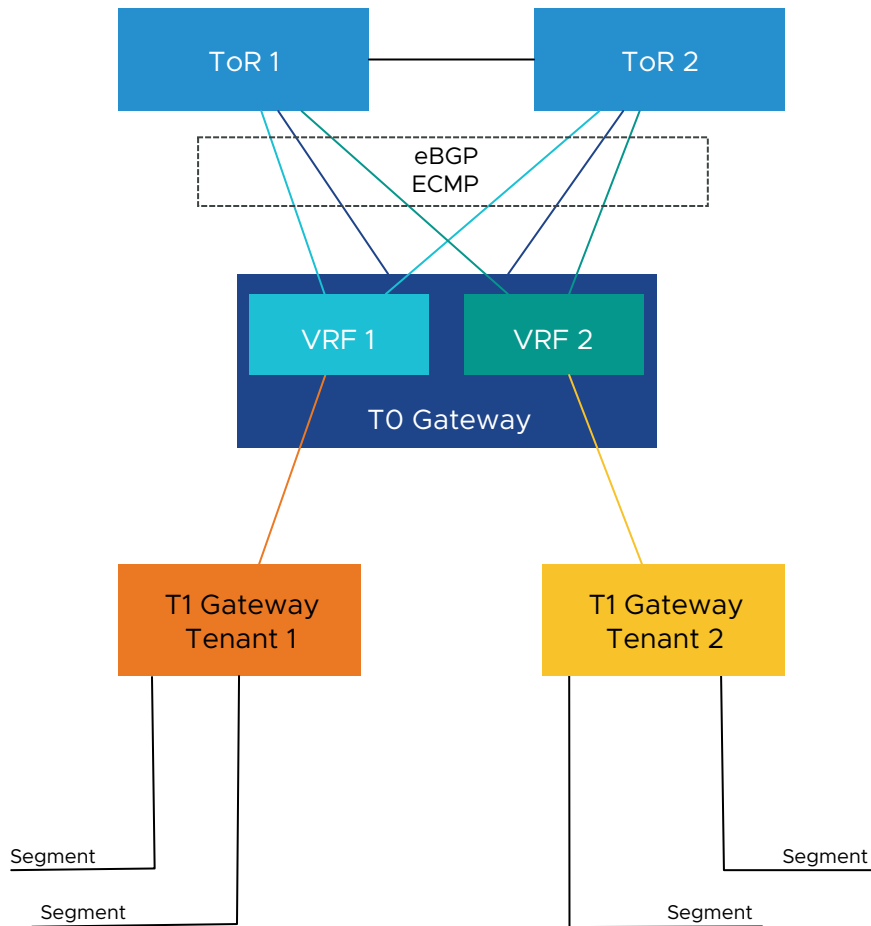 ToR 1
ToR 2
eBGP
ECMP
VRF 1
VRF 2
T0 Gateway
T1 Gateway
Tenant 1
T1 Gateway
Tenant 2
Segment
Segment
Segment
Segment